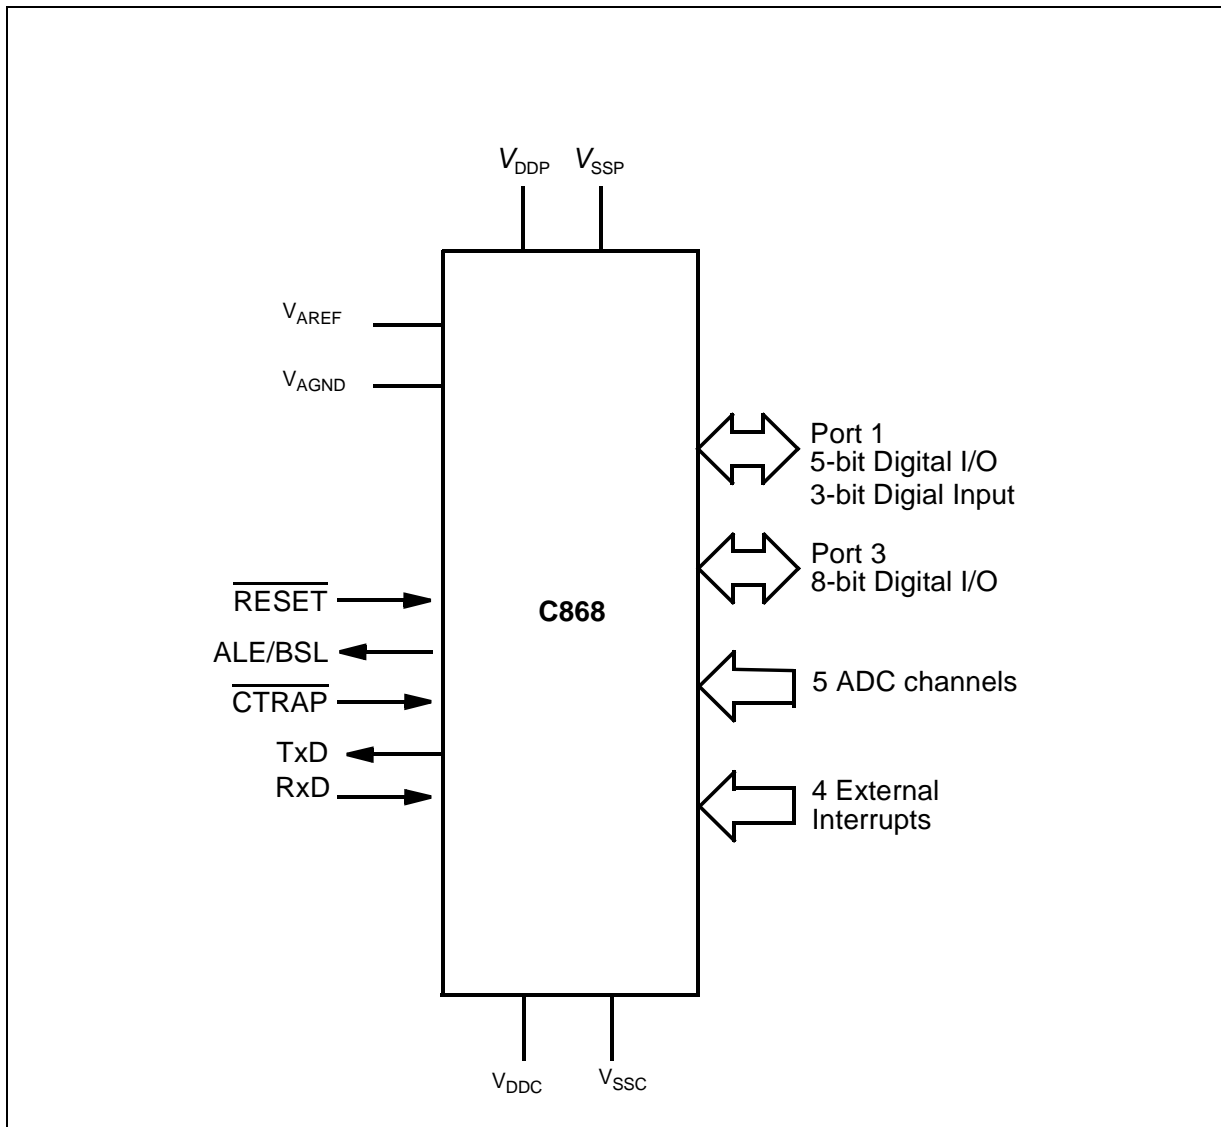 VDDP VSSP
VAREF
VAGND
Port 1
5-bit Digital I/O
3-bit Digial Input
Port 3
8-bit Digital I/O
RESET
C868
ALE/BSL
5 ADC channels
CTRAP
TxD
RxD
4 External
Interrupts
VDDC VSSC